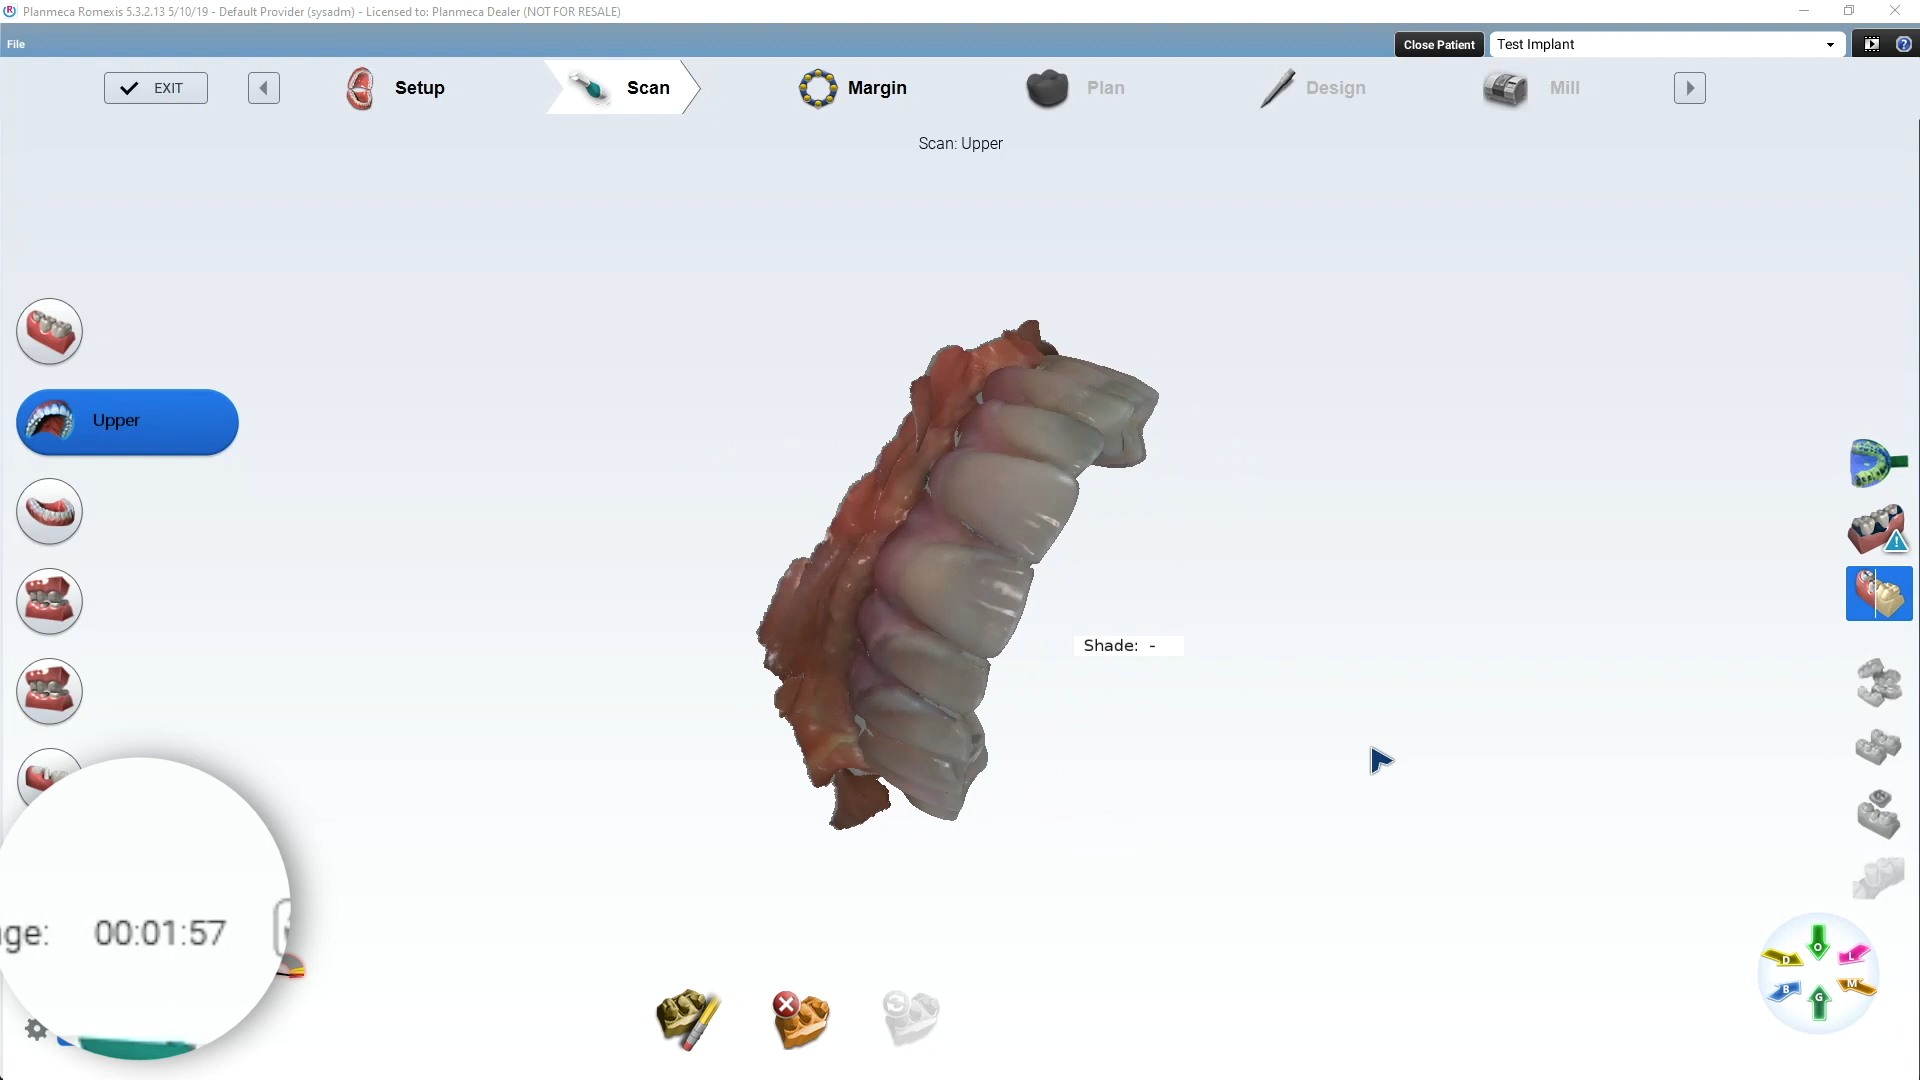 Planmeca Romexis 5.3.2.13 5/10/19 - Default Provider (sysadm) - Licensed to: Planmeca Dealer (NOT FOR RESALE)
File
Close Patient
Test Implant
EXIT
Setup
Scan
Margin
Plan
Design
Mill
Scan: Upper
Upper
Shade: -
ge: 00:01:57
O
D
L
B
M
G